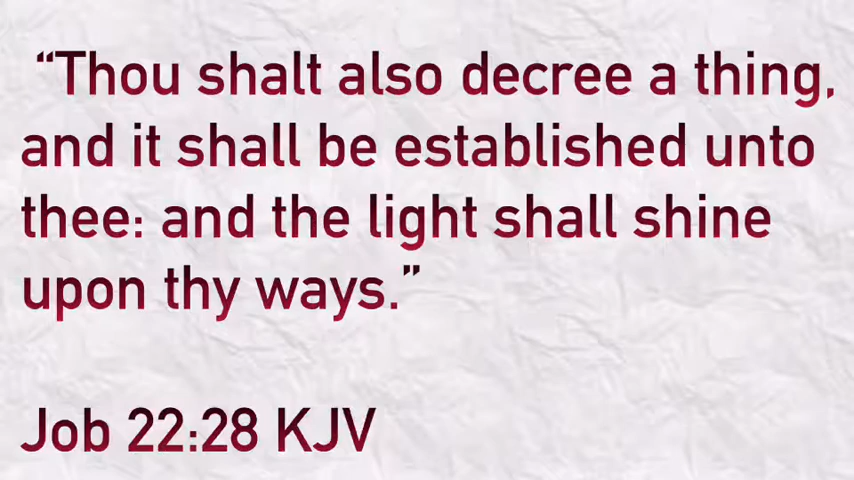 “Thou shalt also decree a thing,
and it shall be established unto
thee: and the light shall shine
upon thy ways.”
Job 22:28 KJV